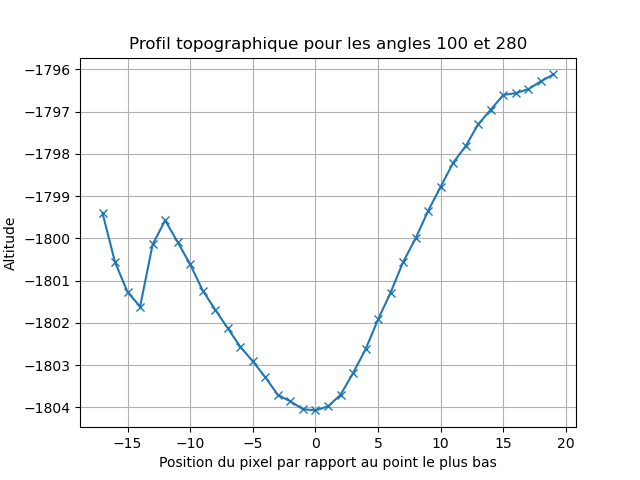 Profil topographique pour les angles 100 et 280
−1796
−1797
−1798
−1799
−1800
−1801
−1802
−1803
−1804
Altitude
−15 −10 −5 0 5 10 15 20
Position du pixel par rapport au point le plus bas